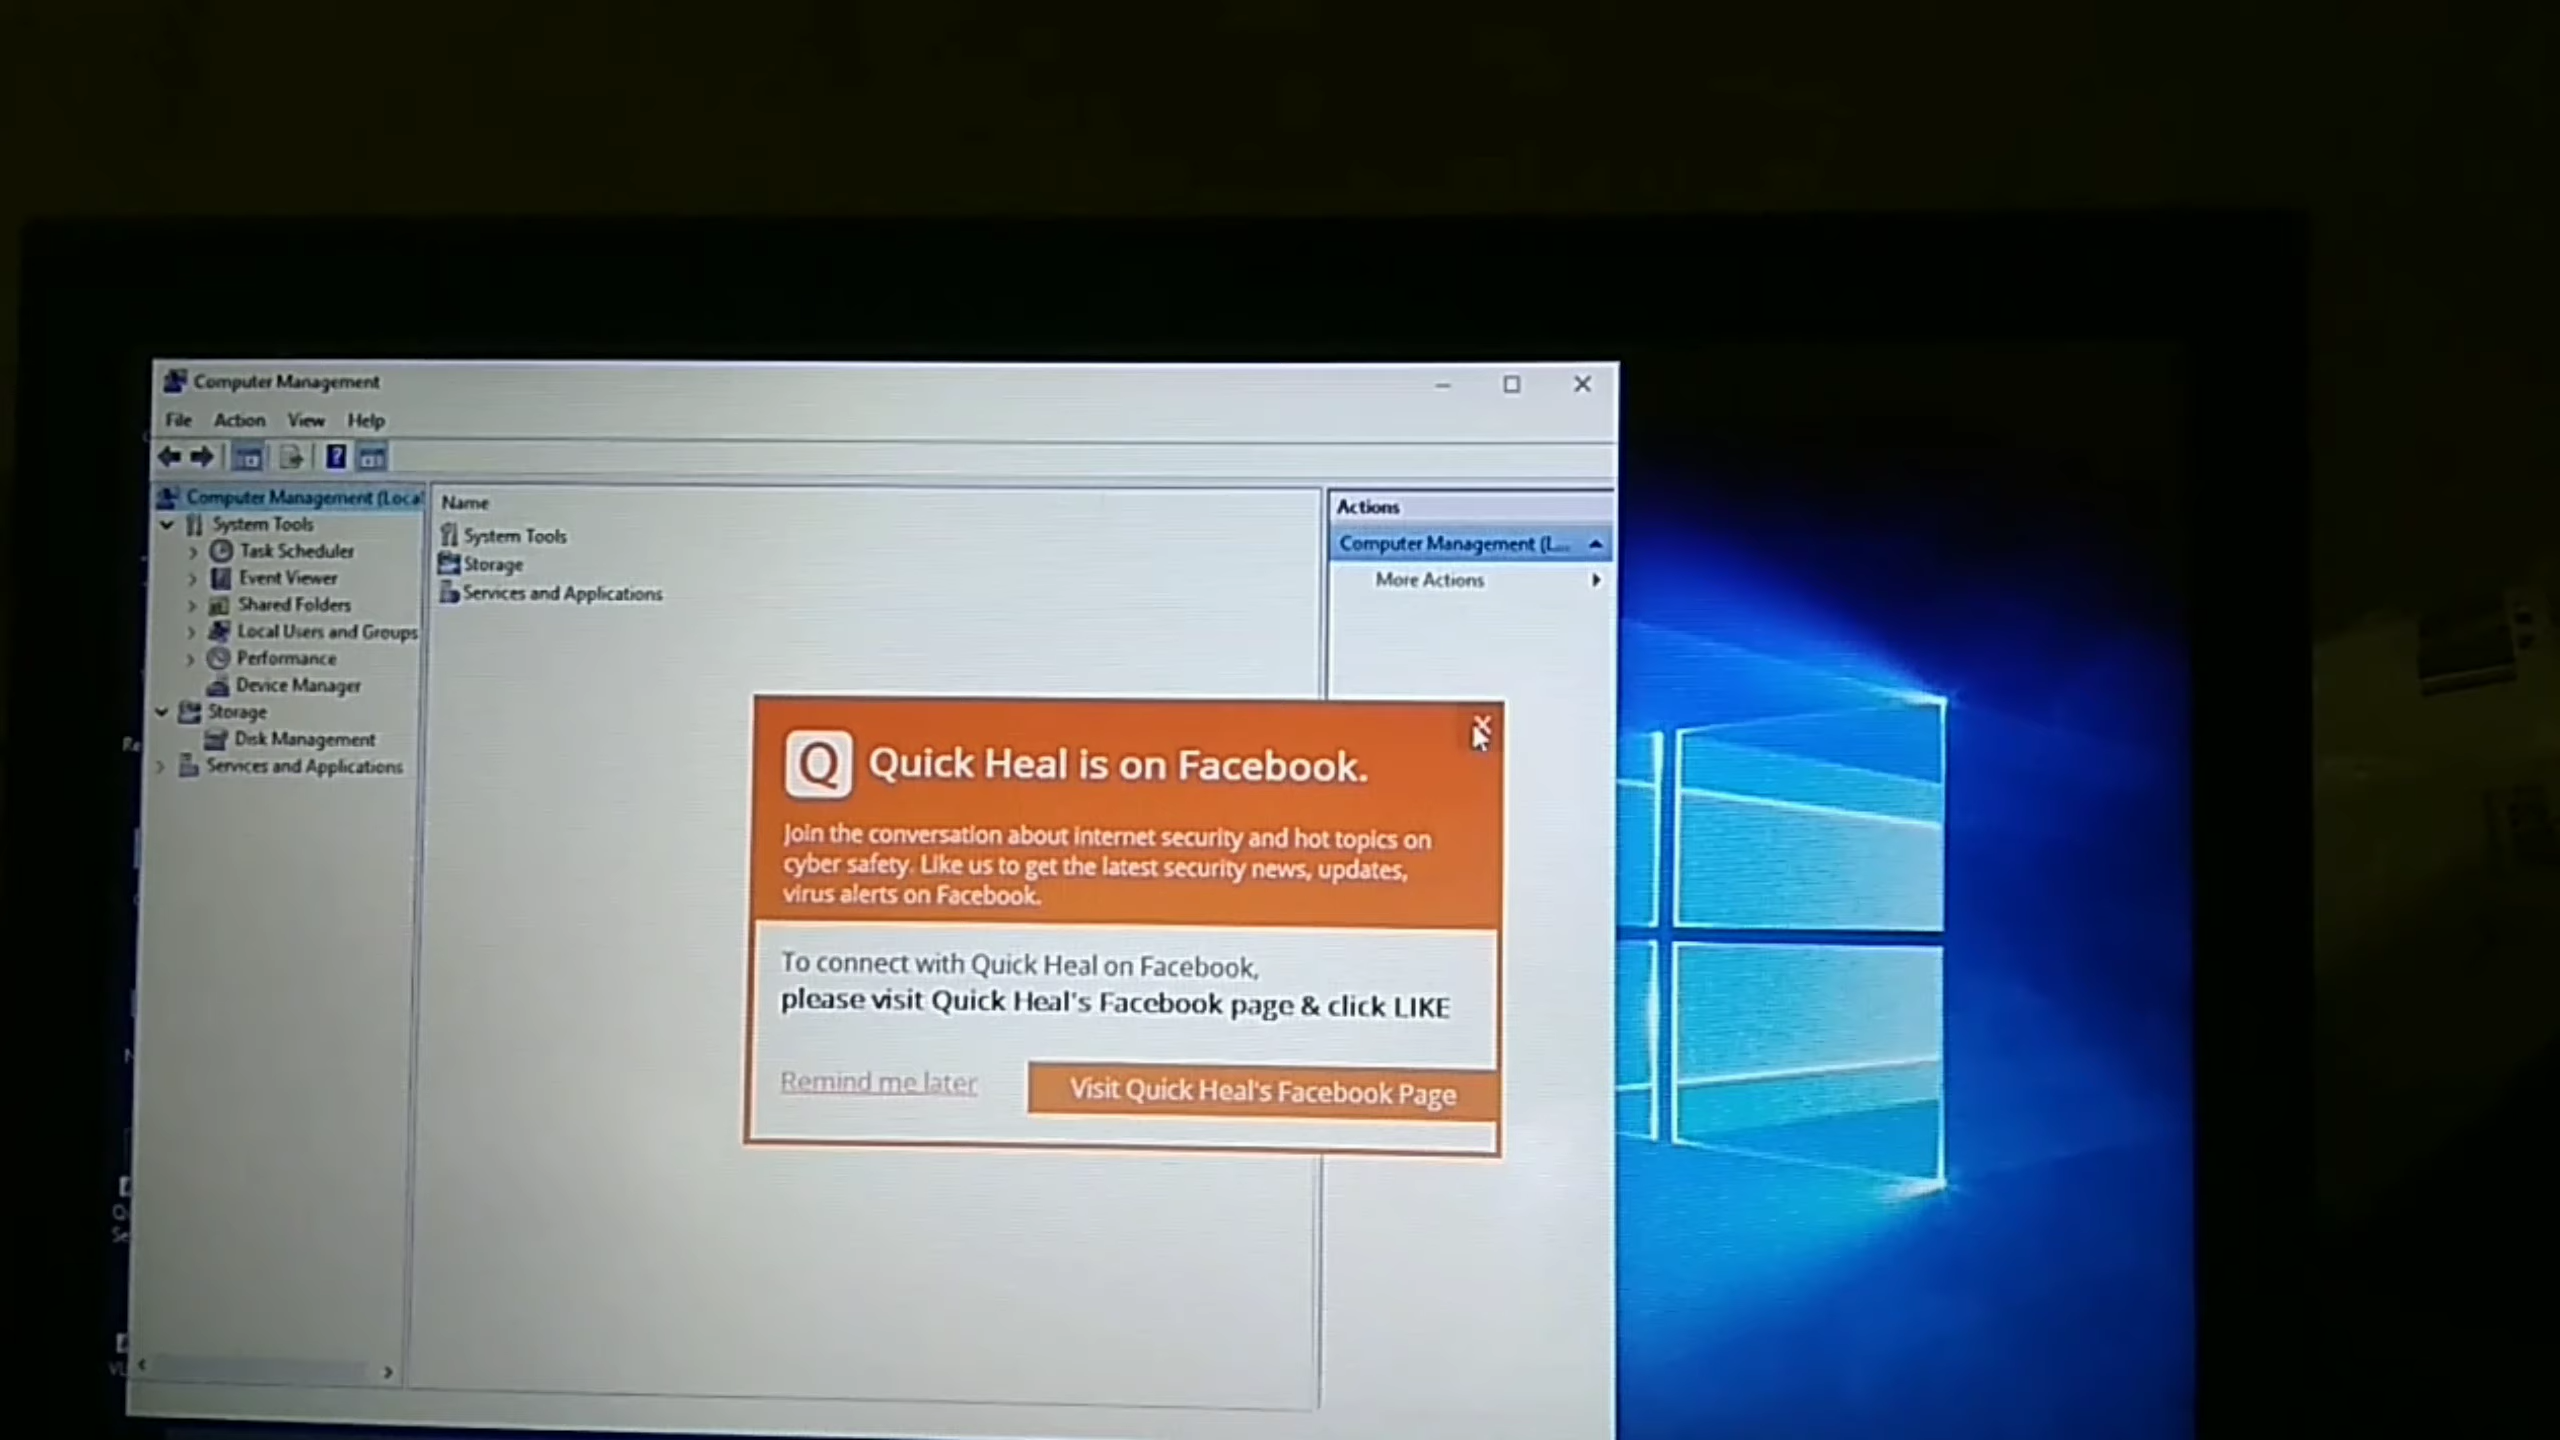 Computer Management
File Action View Help
Computer Management (Local
System Tools
Task Scheduler
Event Viewer
Shared Folders
Local Users and Groups
Performance
Device Manager
Storage
Disk Management
Services and Applications
Name
System Tools
Storage
Services and Applications
Actions
Computer Management (L...
More Actions
Q Quick Heal is on Facebook.
Join the conversation about internet security and hot topics on
cyber safety. Like us to get the latest security news, updates,
virus alerts on Facebook.
To connect with Quick Heal on Facebook,
please visit Quick Heal's Facebook page & click LIKE
Remind me later
Visit Quick Heal's Facebook Page